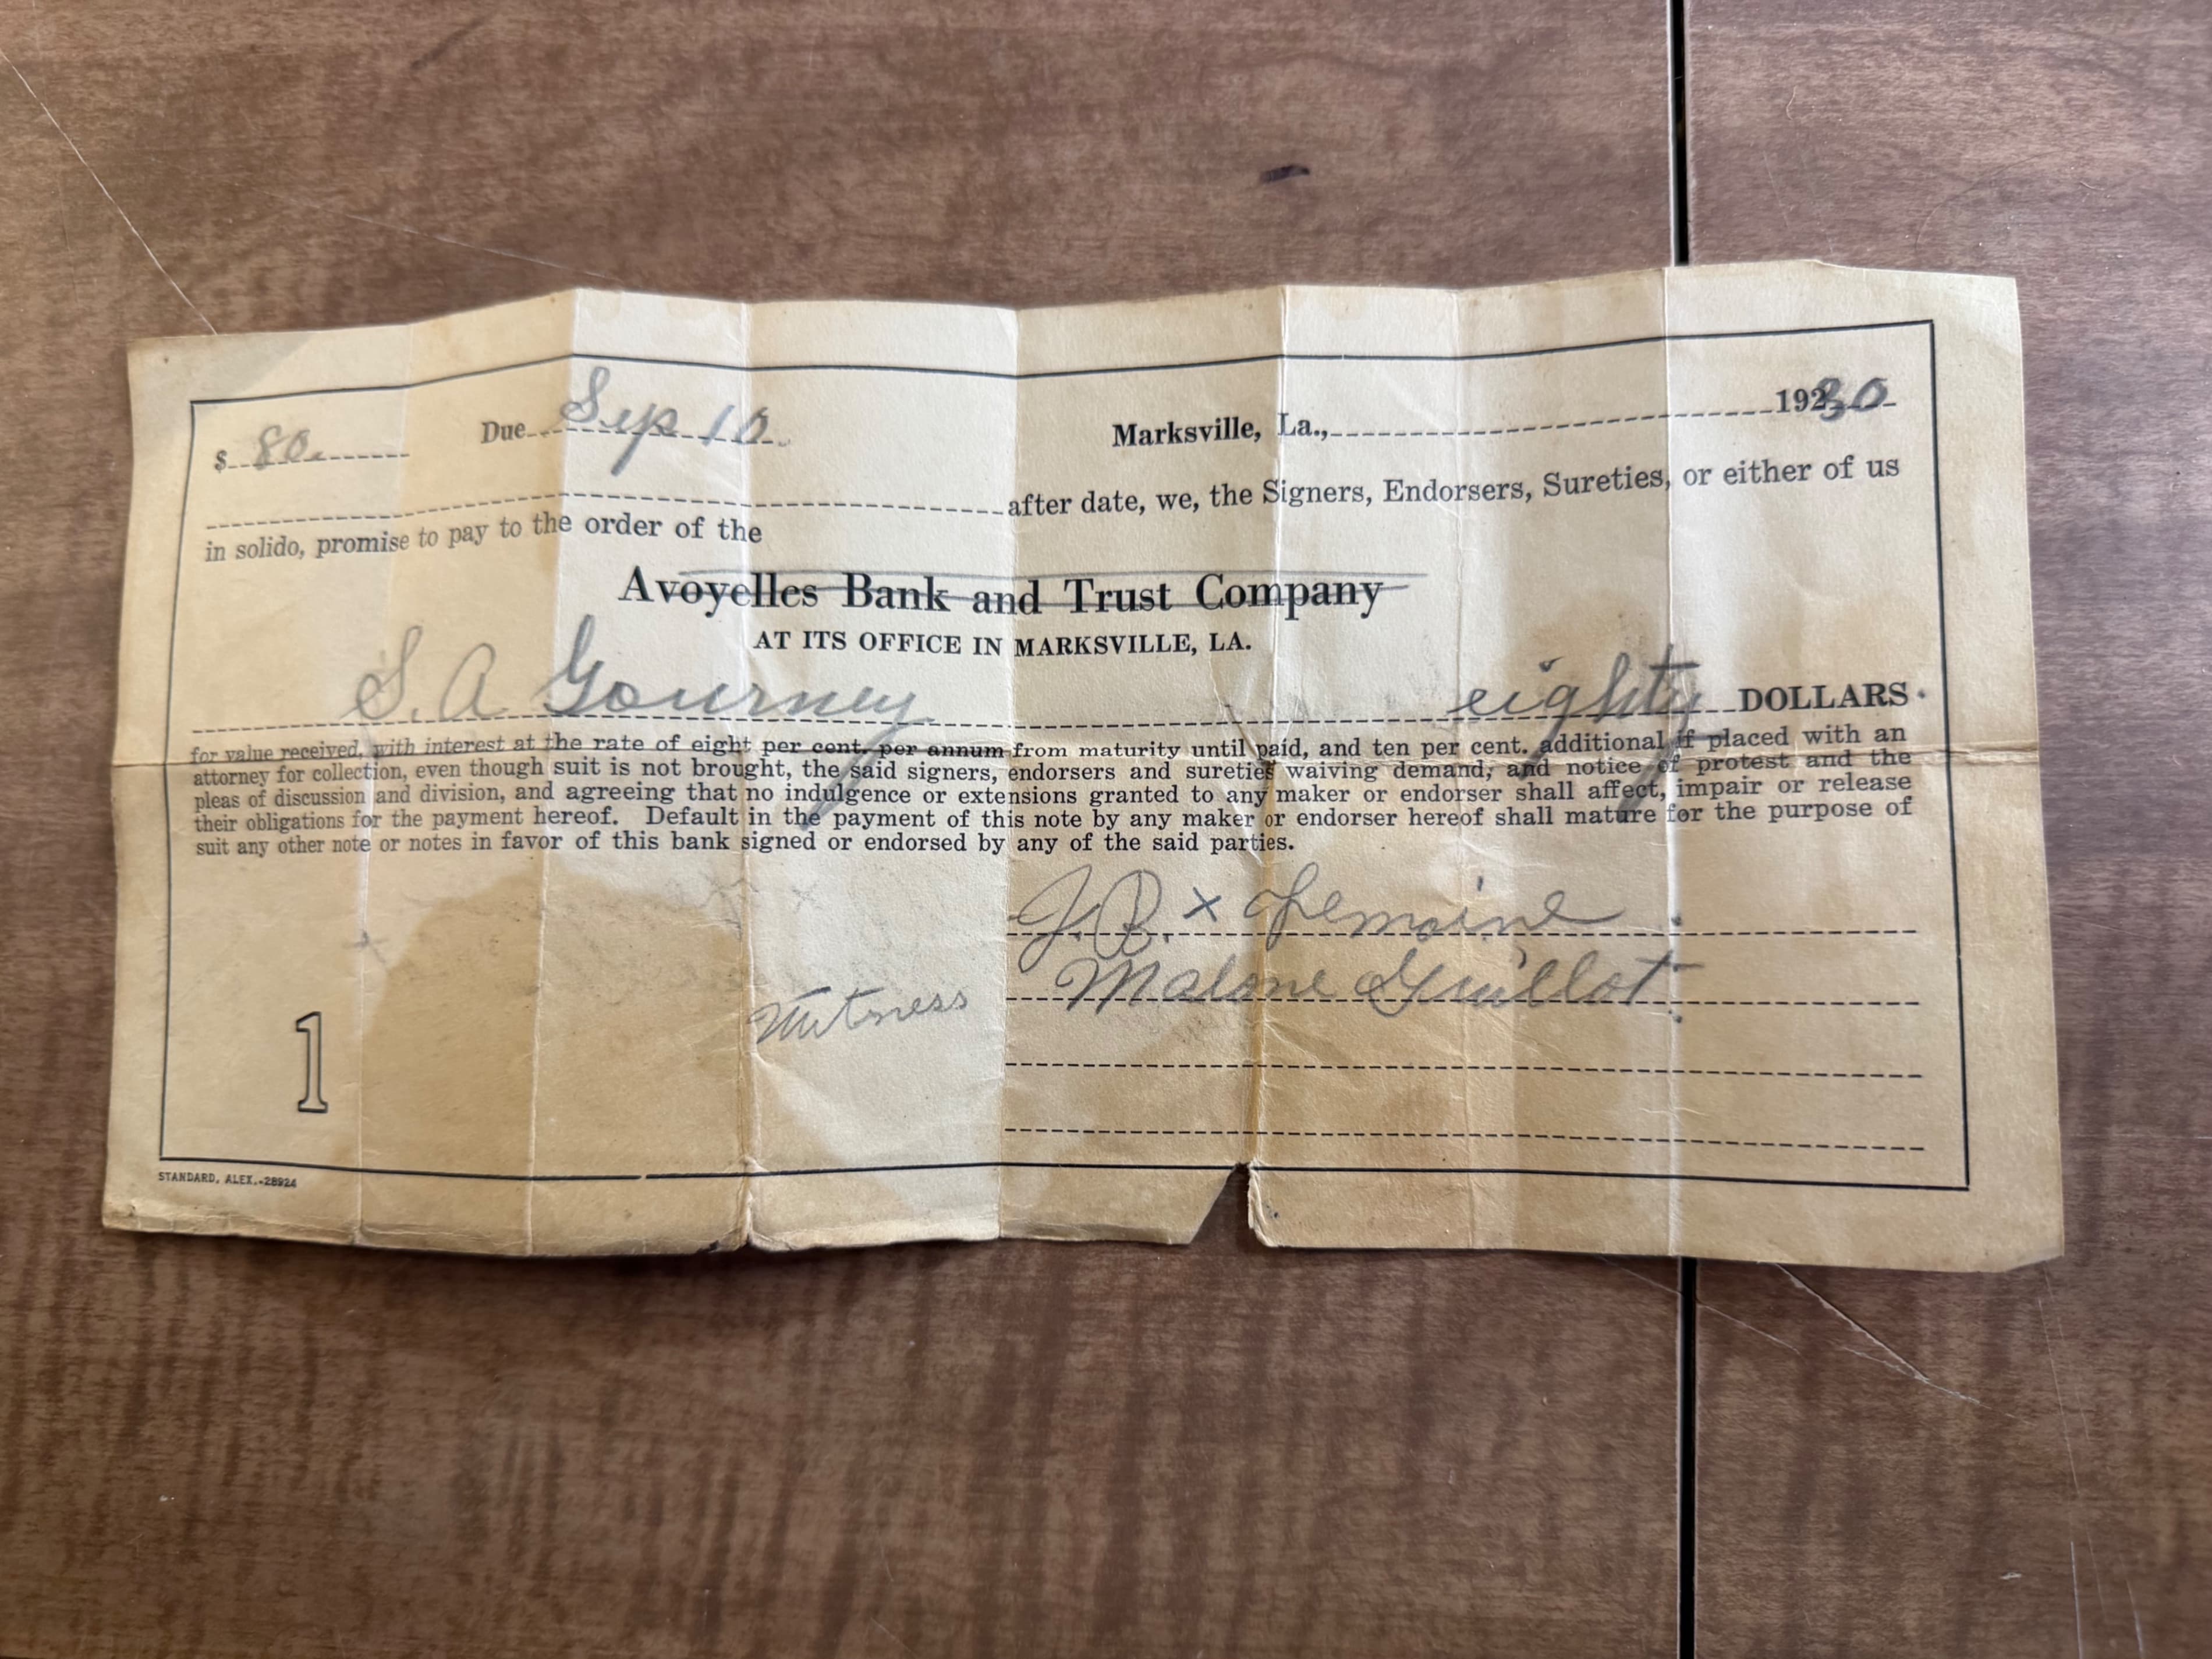 $ 80. Due Sep 10. Marksville, La., 19230
after date, we, the Signers, Endorsers, Sureties, or either of us
in solido, promise to pay to the order of the
Avoyelles Bank and Trust Company
AT ITS OFFICE IN MARKSVILLE, LA.
S. A Gourney eighty DOLLARS
for value received, with interest at the rate of eight per cent. per annum from maturity until paid, and ten per cent. additional if placed with an
attorney for collection, even though suit is not brought, the said signers, endorsers and sureties waiving demand, and notice of protest and the
pleas of discussion and division, and agreeing that no indulgence or extensions granted to any maker or endorser shall affect, impair or release
their obligations for the payment hereof. Default in the payment of this note by any maker or endorser hereof shall mature for the purpose of
suit any other note or notes in favor of this bank signed or endorsed by any of the said parties.
J. B. x Lemoine
Witness Malone Guillot
1
STANDARD, ALEX.-28924